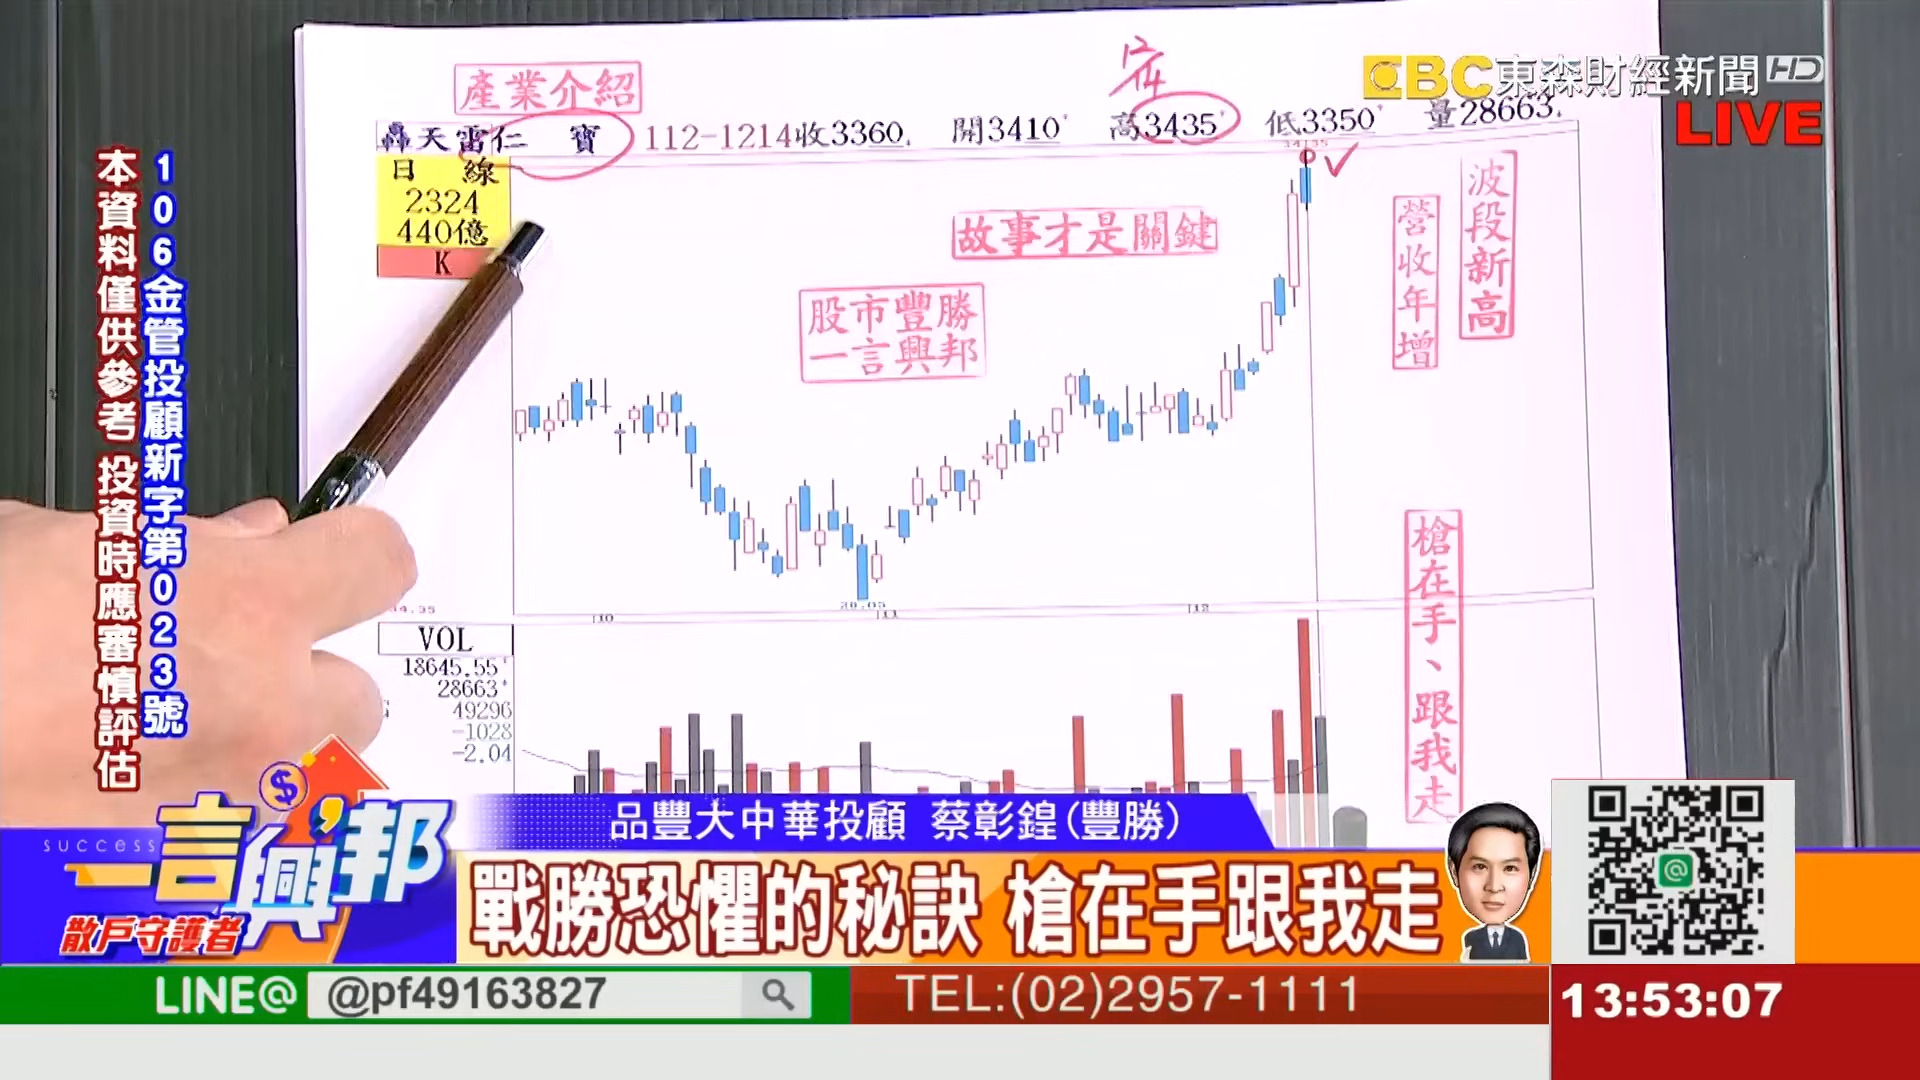 產業介紹
EBC東森財經新聞HD
LIVE
轟天雷仁 寶 112-1214收3360. 開3410' 高3435' 低3350' 量28663.
日 線
2324
440億
K
故事才是關鍵
股市豐勝
一言興邦
波段新高
營收年增
槍在手、跟我走
20.05
10
11
12
VOL
18645.55'
28663'
49296
-1028
-2.04
106金管投顧新字第023號
本資料僅供參考 投資時應審慎評估
success
一言興邦
散戶守護者
品豐大中華投顧 蔡彰鍠(豐勝)
戰勝恐懼的秘訣 槍在手跟我走
LINE@ @pf49163827
TEL:(02)2957-1111
13:53:07